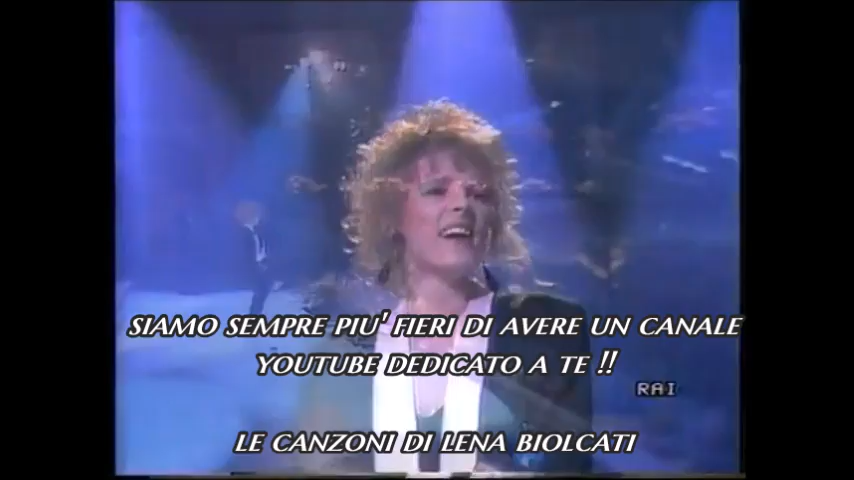 SIAMO SEMPRE PIU' FIERI DI AVERE UN CANALE
YOUTUBE DEDICATO A TE !!
RAI
LE CANZONI DI LENA BIOLCATI